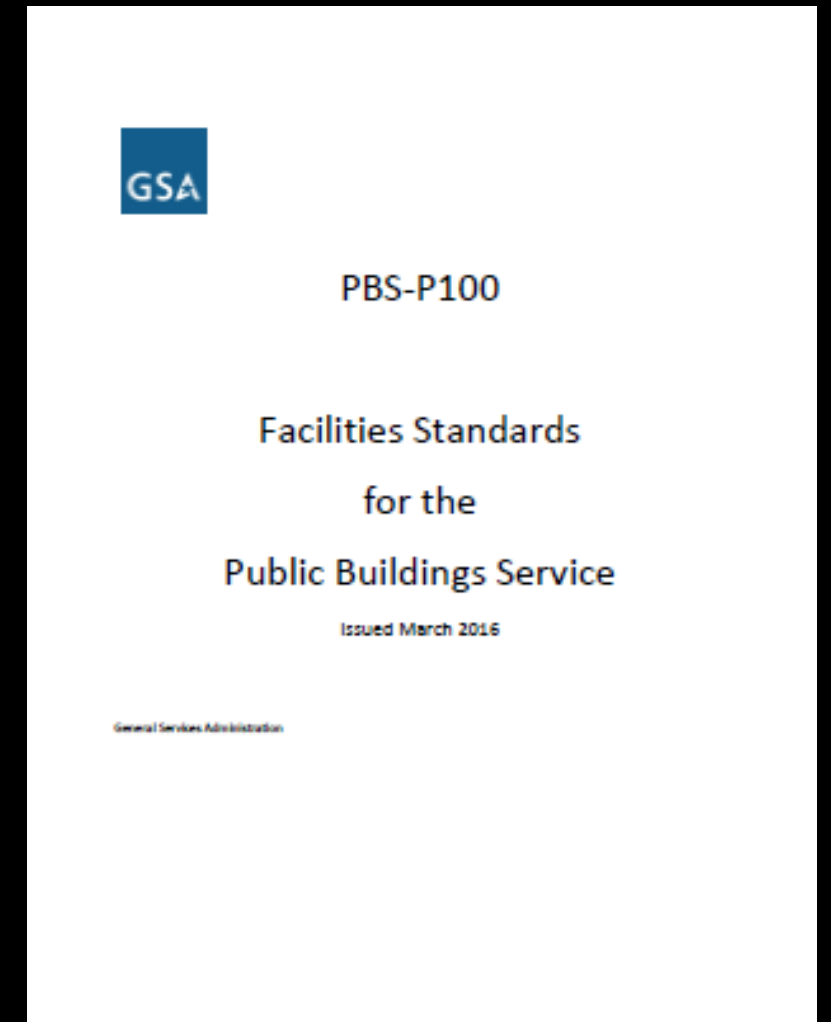 GSA
PBS-P100
Facilities Standards
for the
Public Buildings Service
Issued March 2016
General Services Administration